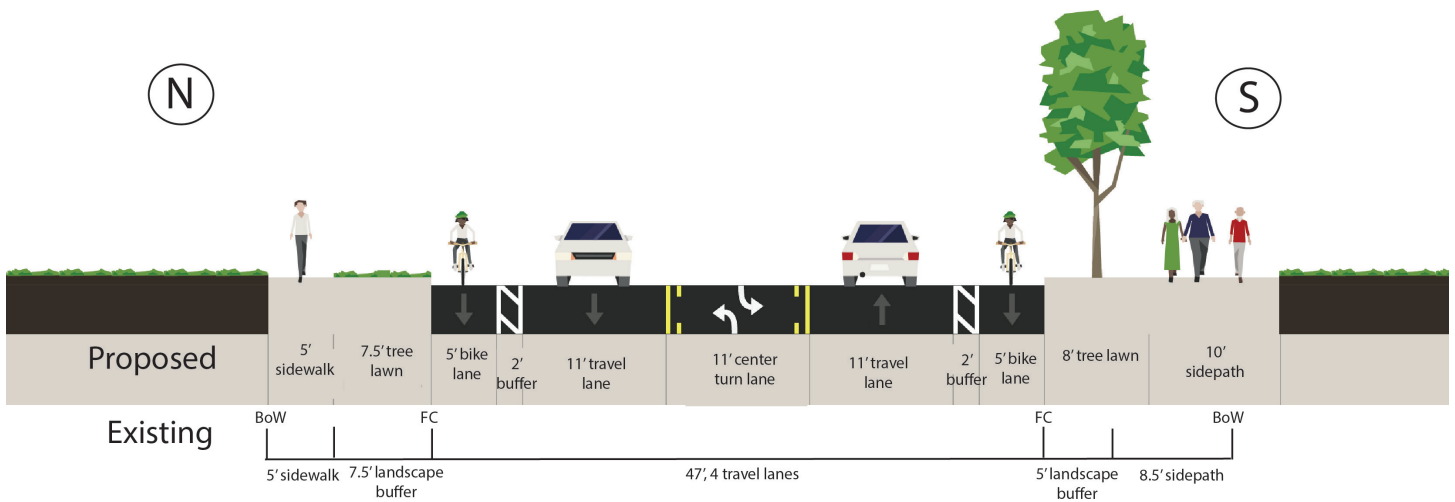 N
S
Proposed
5'
sidewalk
7.5' tree
lawn
5' bike
lane
2'
buffer
11' travel
lane
11' center
turn lane
11' travel
lane
2'
buffer
5' bike
lane
8' tree lawn
10'
sidepath
Existing
BoW
FC
FC
BoW
5' sidewalk
7.5' landscape
buffer
47', 4 travel lanes
5' landscape
buffer
8.5' sidepath